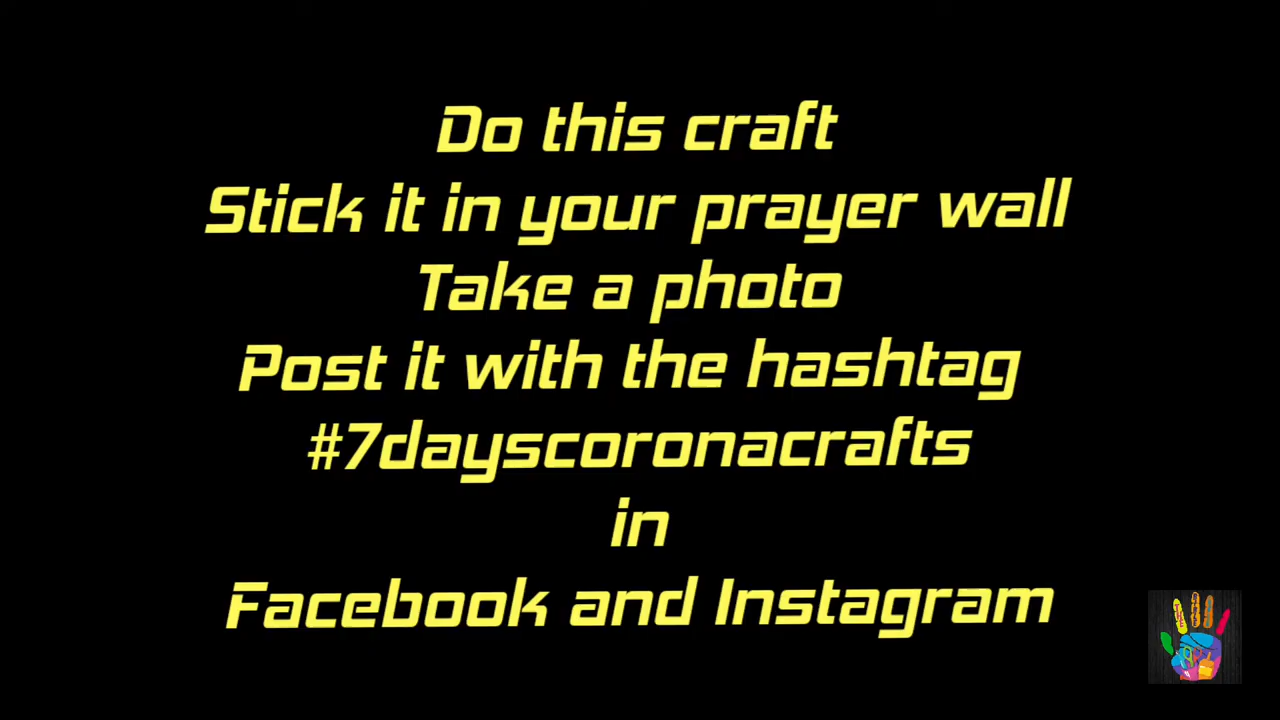 Do this craft
Stick it in your prayer wall
Take a photo
Post it with the hashtag
#7dayscoronacrafts
in
Facebook and Instagram